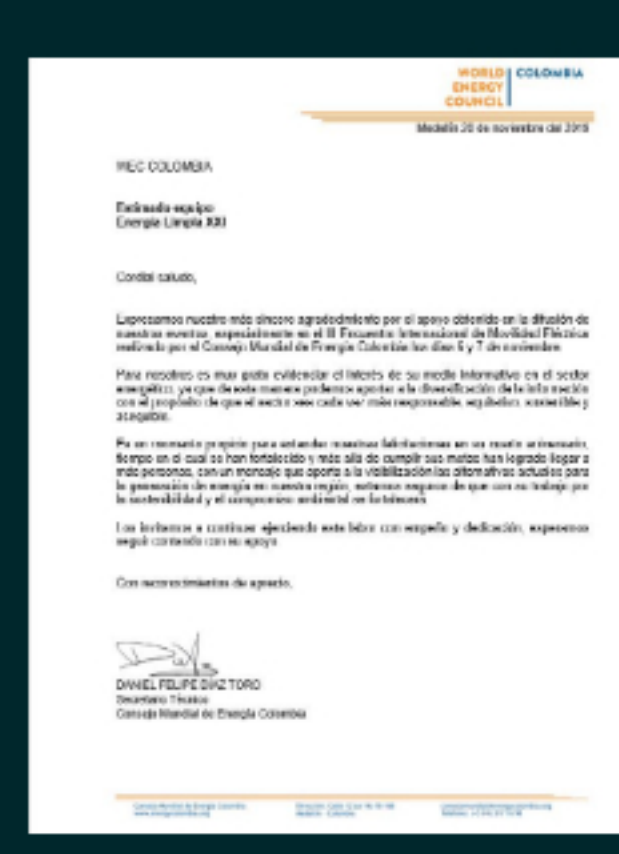 WORLD ENERGY COUNCIL COLOMBIA
Medellín 20 de noviembre del 2019
WEC COLOMBIA
Estimado equipo
Energía Limpia XXI
Cordial saludo,
Expresamos nuestro más sincero agradecimiento por el apoyo obtenido en la difusión de
nuestros eventos, especialmente en el III Encuentro Internacional de Movilidad Eléctrica
realizado por el Consejo Mundial de Energía Colombia los días 6 y 7 de noviembre
Para nosotros es muy grato evidenciar el interés de su medio informativo en el sector
energético, ya que de esta manera podemos aportar a la diversificación de la información
con el propósito de que el sector sea cada vez más responsable, equitativo, sostenible y
asequible.
Es un momento propicio para extender nuestras felicitaciones en su aniversario,
tiempo en el cual se han fortalecido y más allá de cumplir sus metas han logrado llegar a
más personas, con un mensaje que aporta a la visibilización las alternativas actuales para
la generación de energía en nuestra región, estamos seguros de que con su trabajo por
la sostenibilidad y el compromiso ambiental se fortalecerá
Los invitamos a continuar ejerciendo esta labor con empeño y dedicación, esperamos
seguir contando con su apoyo
Con reconocimientos de aprecio,
DANIEL FELIPE DÍAZ TORO
Secretario Técnico
Consejo Mundial de Energía Colombia
Consejo Mundial de Energía Colombia